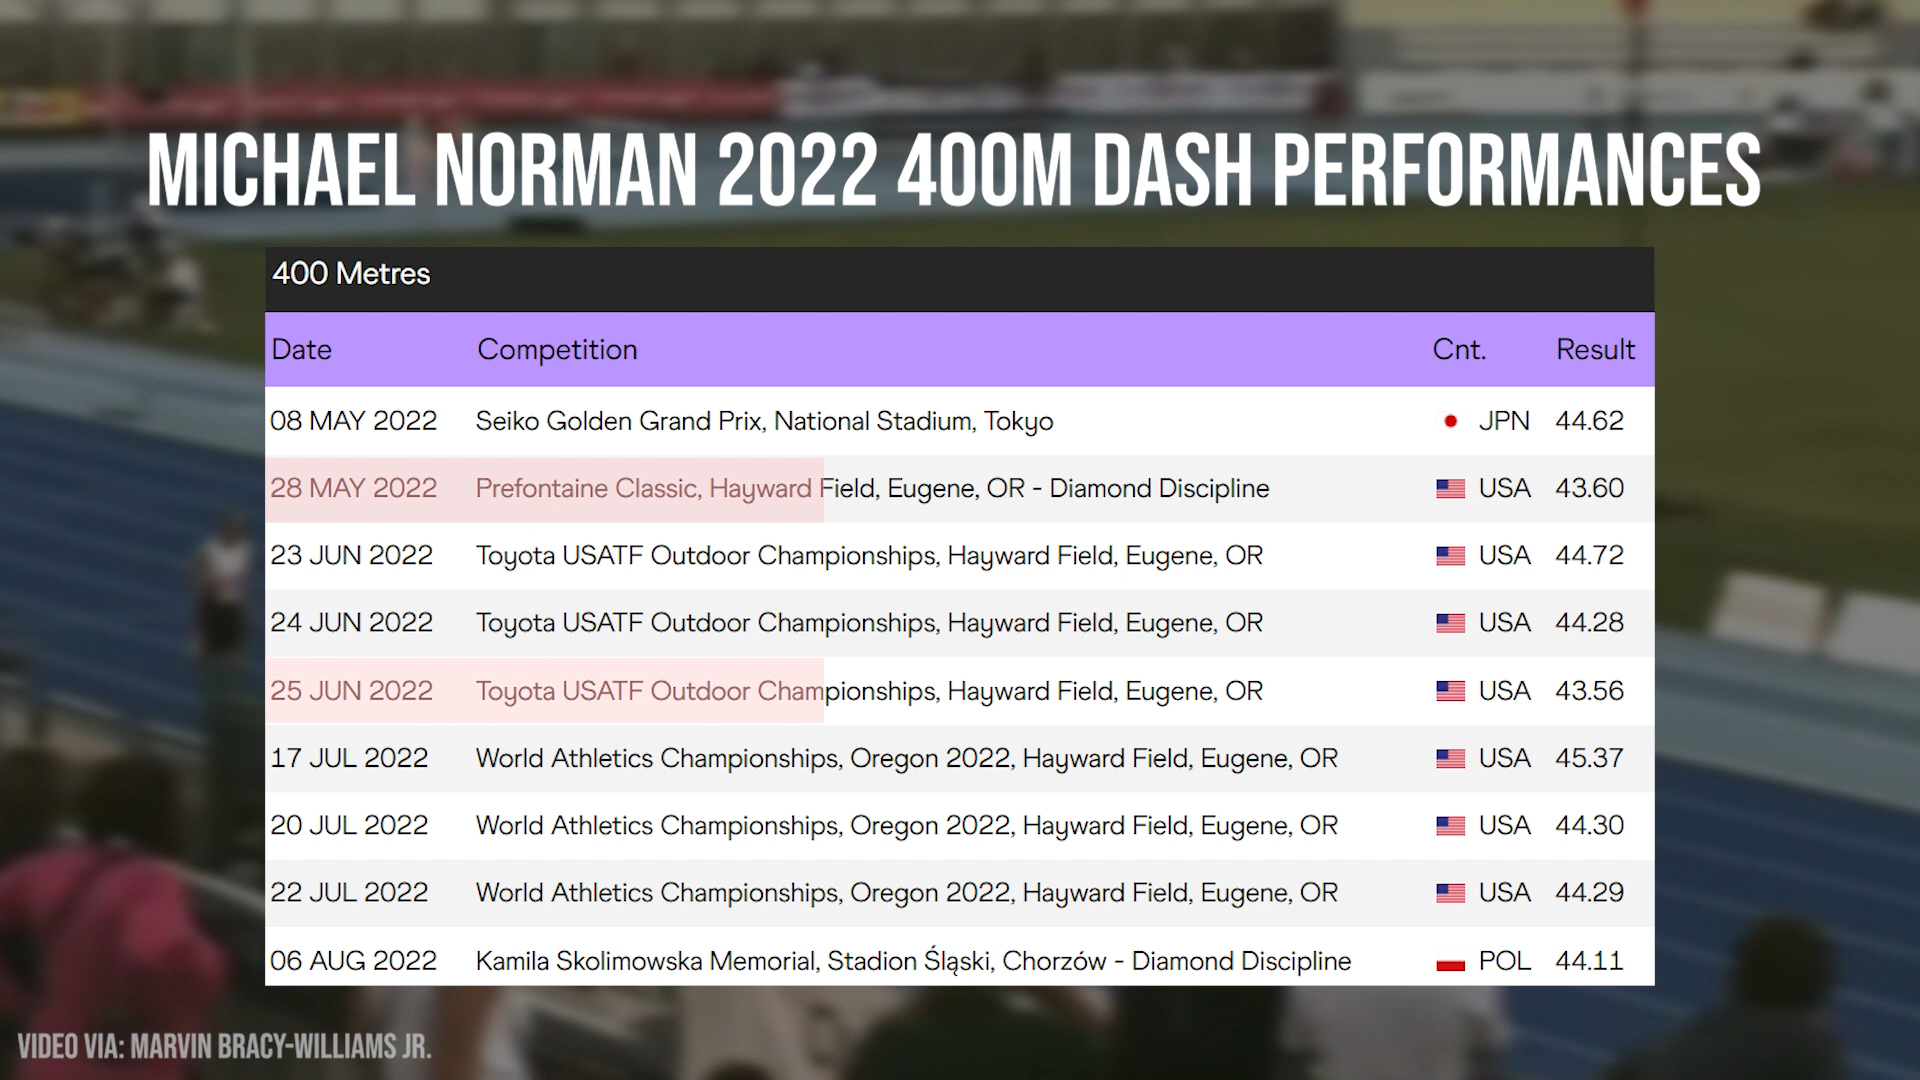 MICHAEL NORMAN 2022 400M DASH PERFORMANCES
400 Metres
Date Competition Cnt. Result
08 MAY 2022 Seiko Golden Grand Prix, National Stadium, Tokyo JPN 44.62
28 MAY 2022 Prefontaine Classic, Hayward Field, Eugene, OR - Diamond Discipline USA 43.60
23 JUN 2022 Toyota USATF Outdoor Championships, Hayward Field, Eugene, OR USA 44.72
24 JUN 2022 Toyota USATF Outdoor Championships, Hayward Field, Eugene, OR USA 44.28
25 JUN 2022 Toyota USATF Outdoor Championships, Hayward Field, Eugene, OR USA 43.56
17 JUL 2022 World Athletics Championships, Oregon 2022, Hayward Field, Eugene, OR USA 45.37
20 JUL 2022 World Athletics Championships, Oregon 2022, Hayward Field, Eugene, OR USA 44.30
22 JUL 2022 World Athletics Championships, Oregon 2022, Hayward Field, Eugene, OR USA 44.29
06 AUG 2022 Kamila Skolimowska Memorial, Stadion Śląski, Chorzów - Diamond Discipline POL 44.11
VIDEO VIA: MARVIN BRACY-WILLIAMS JR.